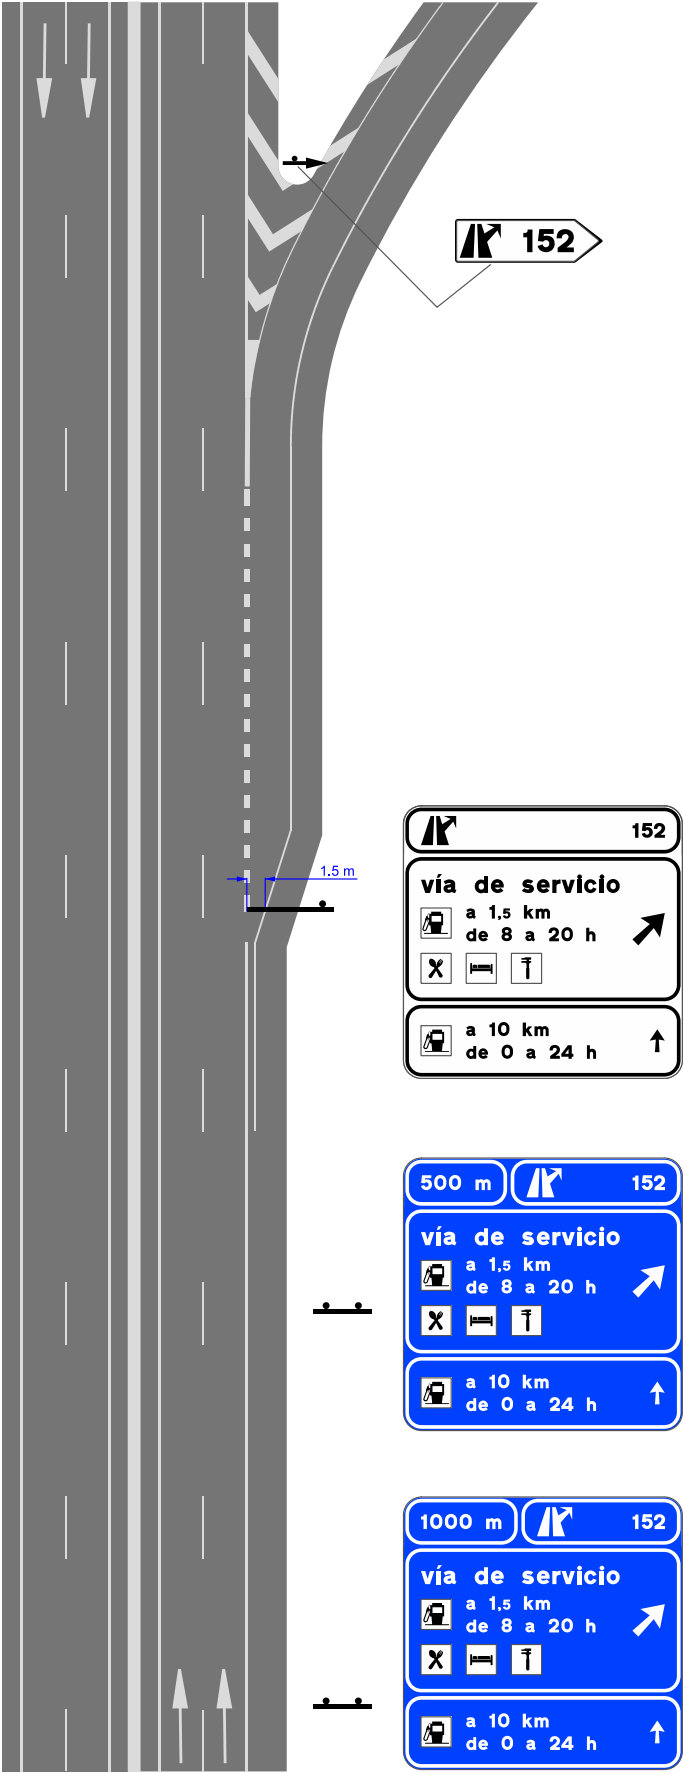 152
1.5 m
152
vía de servicio
a 1,5 km
de 8 a 20 h
a 10 km
de 0 a 24 h
500 m 152
vía de servicio
a 1,5 km
de 8 a 20 h
a 10 km
de 0 a 24 h
1000 m 152
vía de servicio
a 1,5 km
de 8 a 20 h
a 10 km
de 0 a 24 h